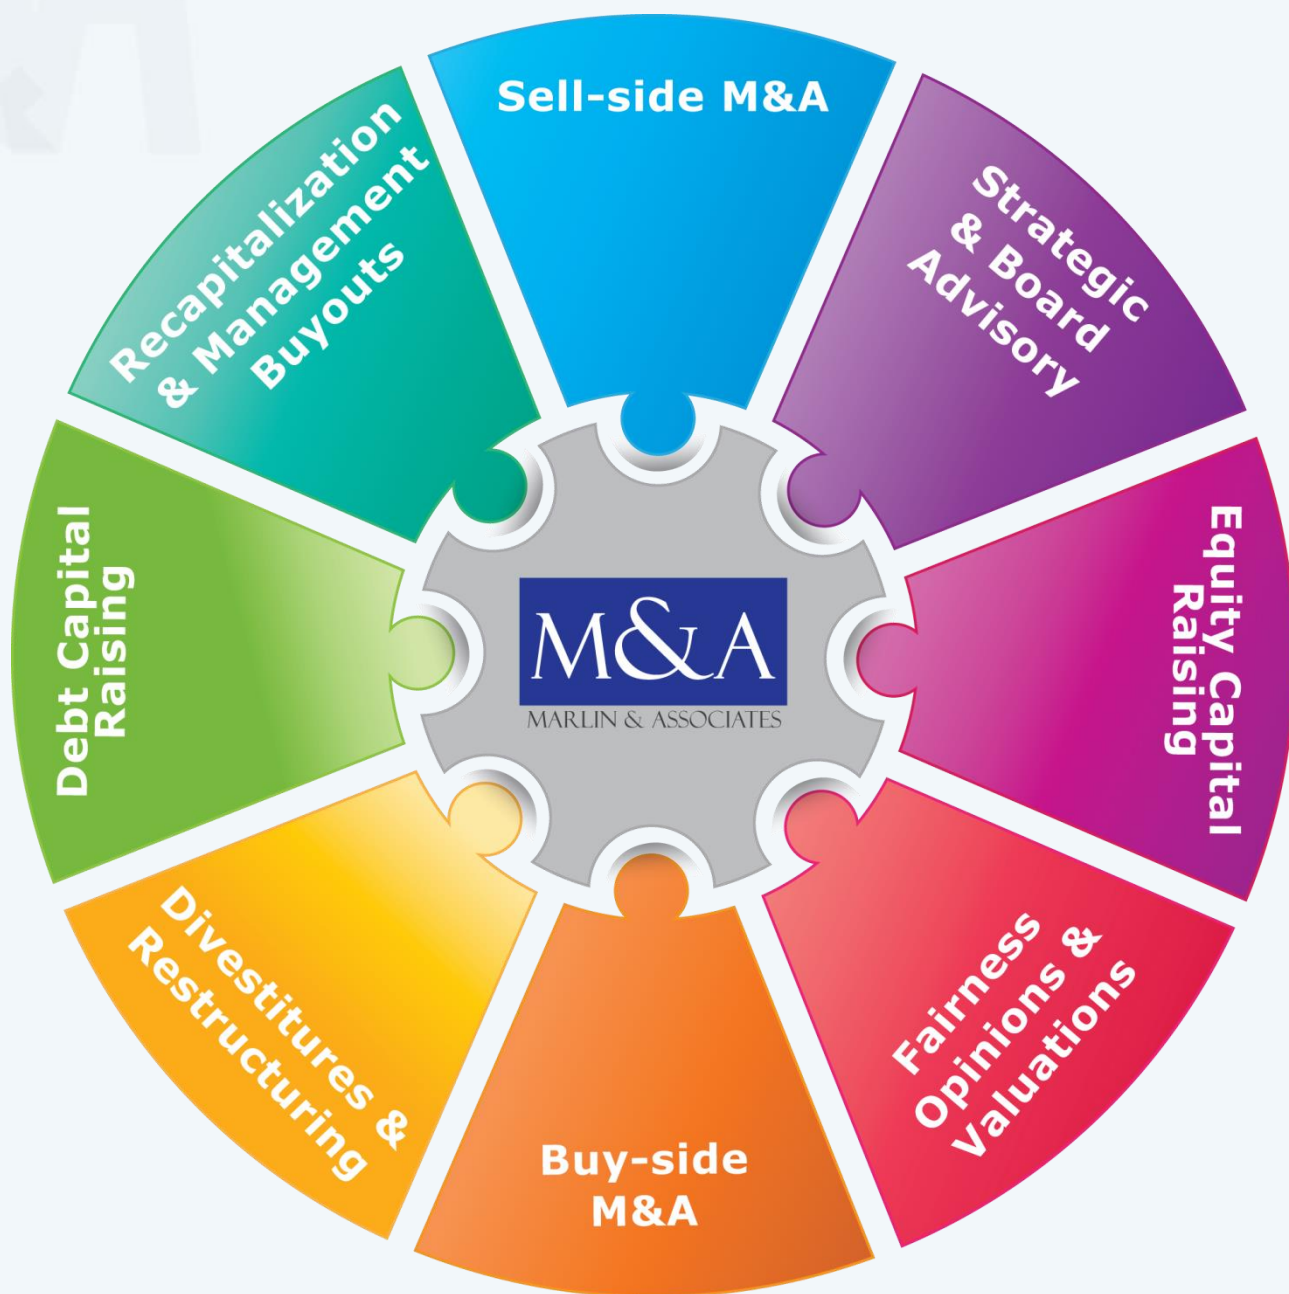 Sell-side M&A
Strategic
& Board
Advisory
Equity Capital
Raising
Fairness
Opinions &
Valuations
Buy-side
M&A
Divestitures &
Restructuring
Debt Capital
Raising
Recapitalization
& Management
Buyouts
M&A
MARLIN & ASSOCIATES